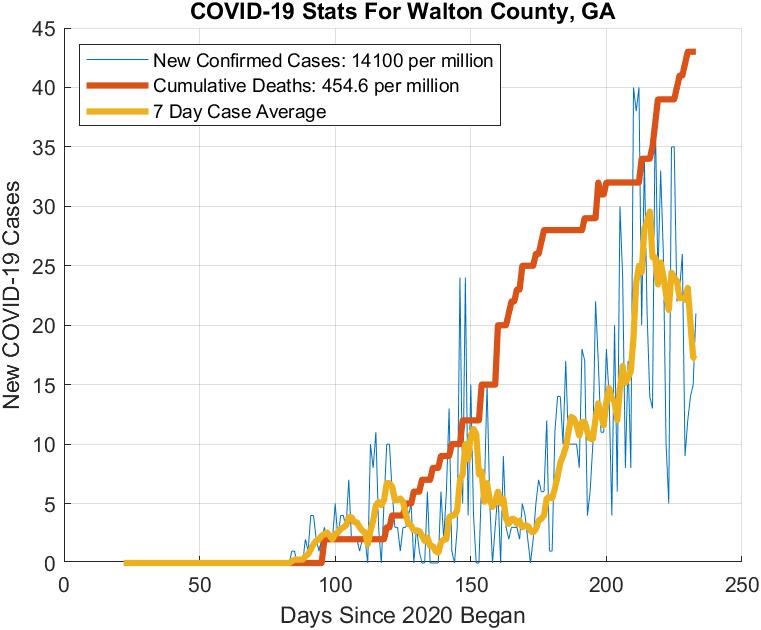 COVID-19 Stats For Walton County, GA
New Confirmed Cases: 14100 per million
Cumulative Deaths: 454.6 per million
7 Day Case Average
45
40
35
30
25
20
15
10
5
0
New COVID-19 Cases
0 50 100 150 200 250
Days Since 2020 Began